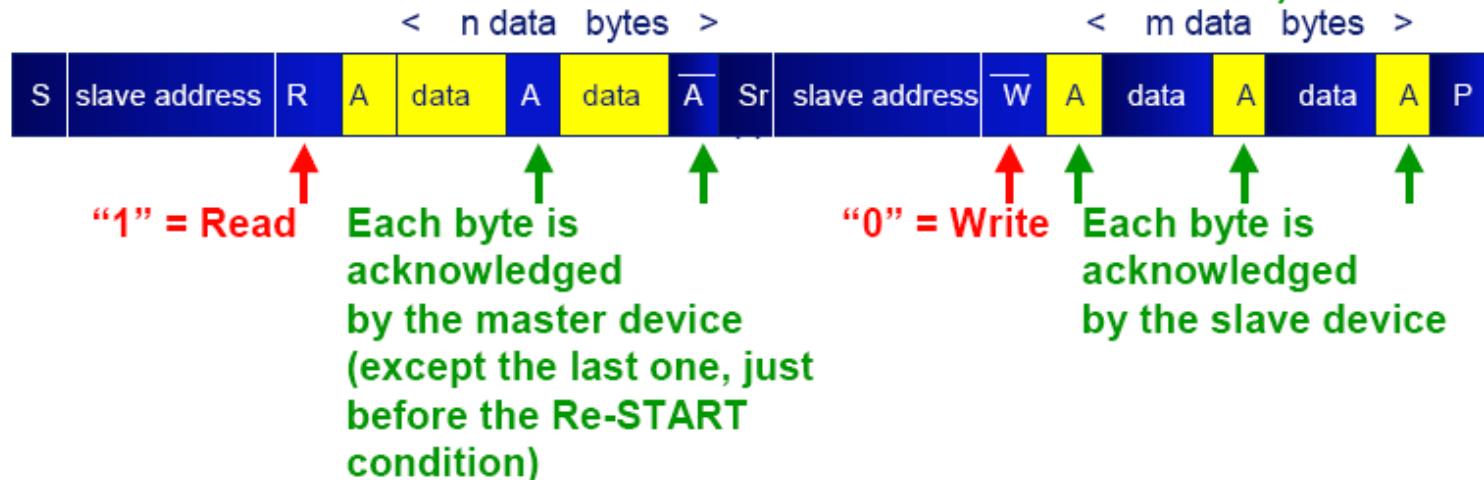 < n data bytes > < m data bytes >
S slave address R A data A data A̅ Sr slave address W̅ A data A data A P
“1” = Read
Each byte is
acknowledged
by the master device
(except the last one, just
before the Re-START
condition)
“0” = Write
Each byte is
acknowledged
by the slave device